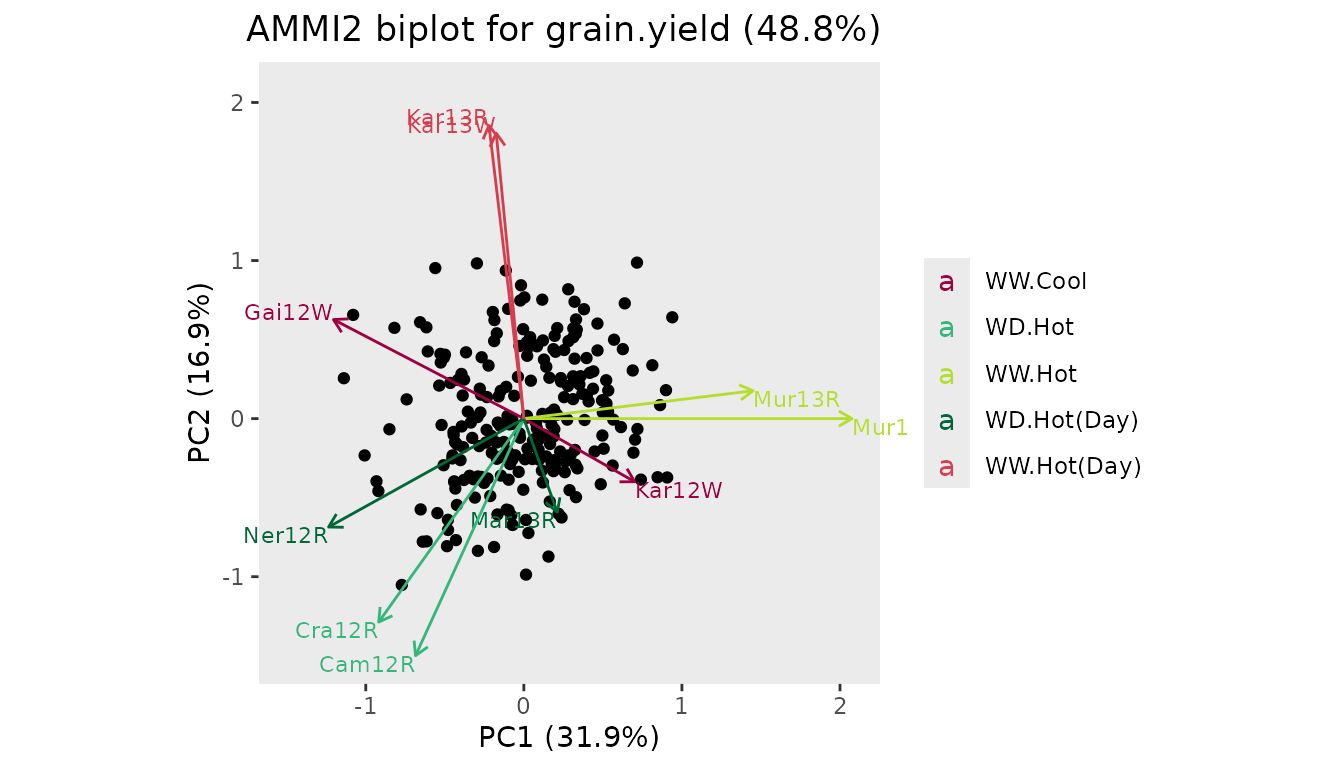 AMMI2 biplot for grain.yield (48.8%)
PC2 (16.9%)
2
1
0
-1
Kar13R
Kar13W
Gai12W
Mur13R
Mur1
Kar12W
Mar13R
Ner12R
Cra12R
Cam12R
-1
0
1
2
PC1 (31.9%)
a WW.Cool
a WD.Hot
a WW.Hot
a WD.Hot(Day)
a WW.Hot(Day)